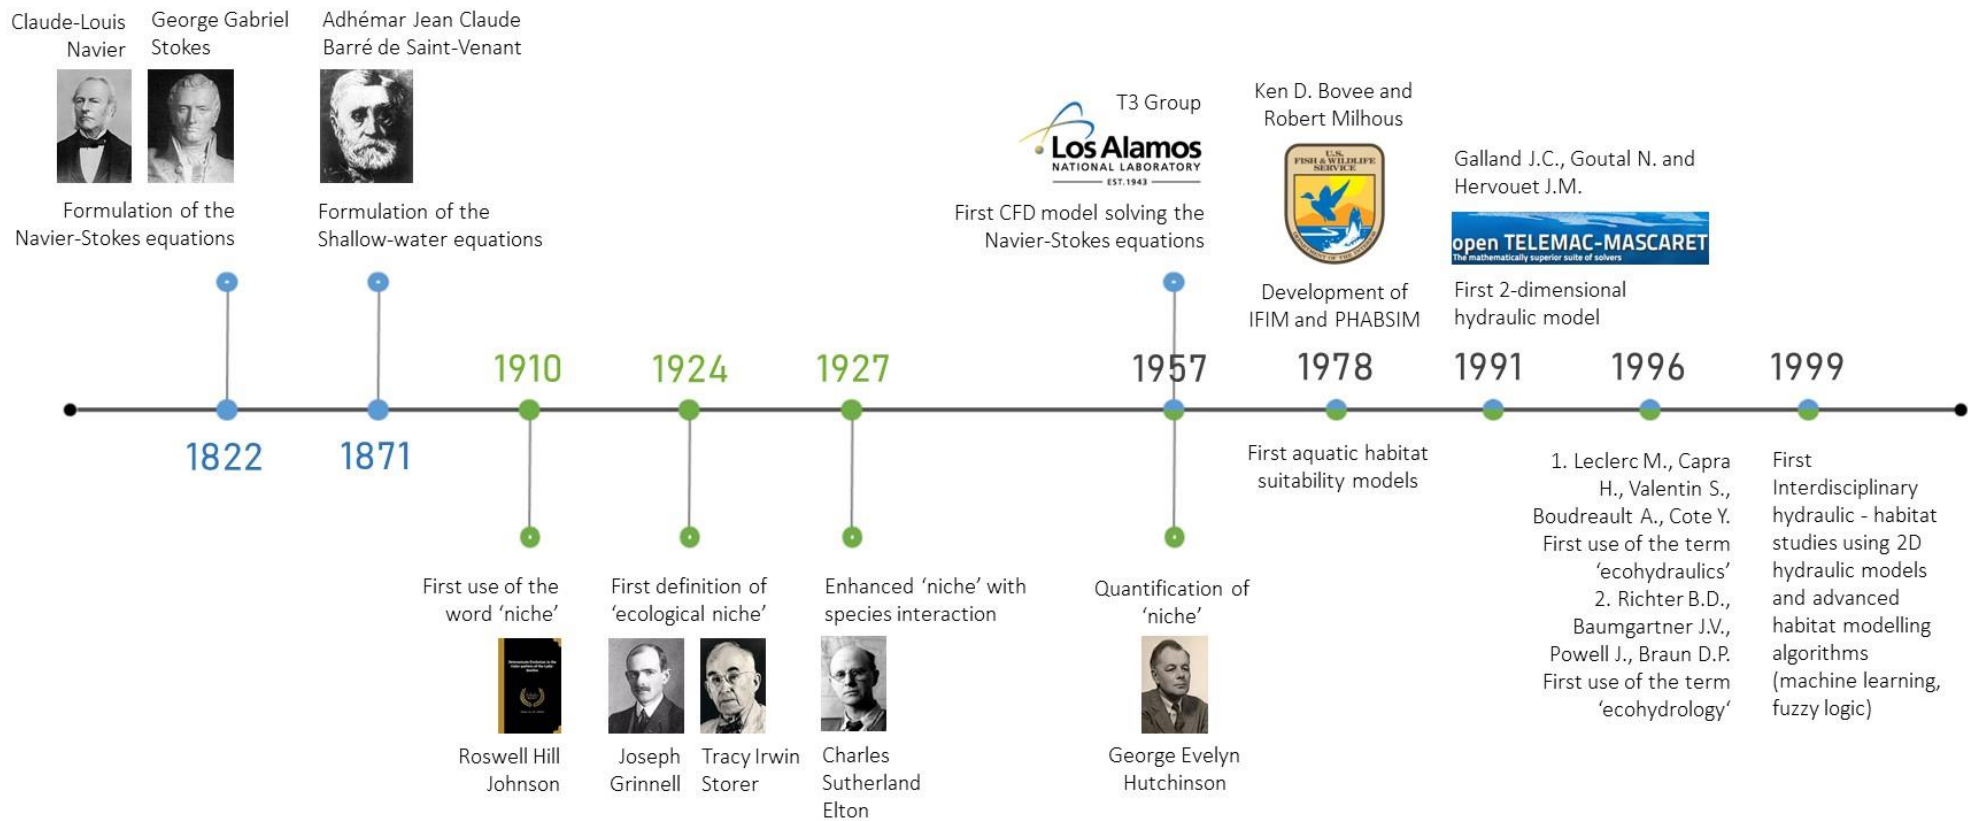 Claude-Louis
Navier
George Gabriel
Stokes
Adhémar Jean Claude
Barré de Saint-Venant
Formulation of the
Navier-Stokes equations
Formulation of the
Shallow-water equations
T3 Group
Los Alamos
NATIONAL LABORATORY
EST.1943
First CFD model solving the
Navier-Stokes equations
Ken D. Bovee and
Robert Milhous
U.S.
FISH & WILDLIFE
SERVICE
DEPARTMENT OF THE INTERIOR
Development of
IFIM and PHABSIM
Galland J.C., Goutal N. and
Hervouet J.M.
open TELEMAC-MASCARET
The mathematically superior suite of solvers
First 2-dimensional
hydraulic model
1910
1924
1927
1957
1978
1991
1996
1999
1822
1871
First use of the
word ‘niche’
Roswell Hill
Johnson
First definition of
‘ecological niche’
Joseph
Grinnell
Tracy Irwin
Storer
Enhanced ‘niche’ with
species interaction
Charles
Sutherland
Elton
Quantification of
‘niche’
George Evelyn
Hutchinson
First aquatic habitat
suitability models
1. Leclerc M., Capra
H., Valentin S.,
Boudreault A., Cote Y.
First use of the term
‘ecohydraulics’
2. Richter B.D.,
Baumgartner J.V.,
Powell J., Braun D.P.
First use of the term
‘ecohydrology‘
First
Interdisciplinary
hydraulic - habitat
studies using 2D
hydraulic models
and advanced
habitat modelling
algorithms
(machine learning,
fuzzy logic)